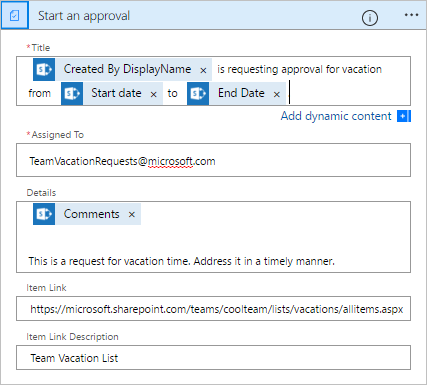 Start an approval
* Title
Created By DisplayName × is requesting approval for vacation
from Start date × to End Date ×
Add dynamic content
* Assigned To
TeamVacationRequests@microsoft.com
Details
Comments ×
This is a request for vacation time. Address it in a timely manner.
Item Link
https://microsoft.sharepoint.com/teams/coolteam/lists/vacations/allitems.aspx
Item Link Description
Team Vacation List